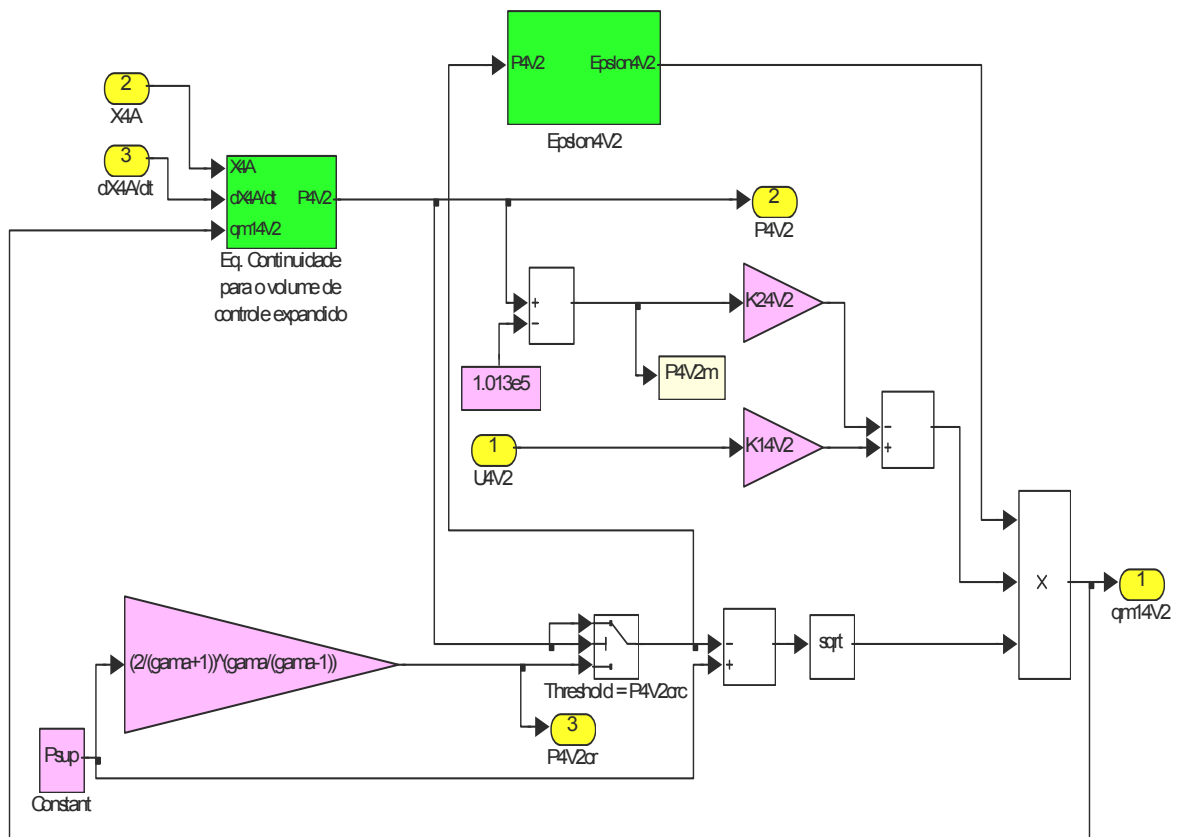 P4V2
Epslon4V2
Epslon4V2
2
X4A
3
dX4A/dt
X4A
dX4A/dt
P4V2
qm14V2
Eq. Continuidade
para o volume de
controle expandido
2
P4V2
+
-
K24V2
1.013e5
P4V2m
1
U4V2
K14V2
-
+
X
1
qm14V2
(2/(gama+1))^(gama/(gama-1))
Threshold = P4V2crc
-
+
sqrt
3
P4V2cr
Psup
Constant